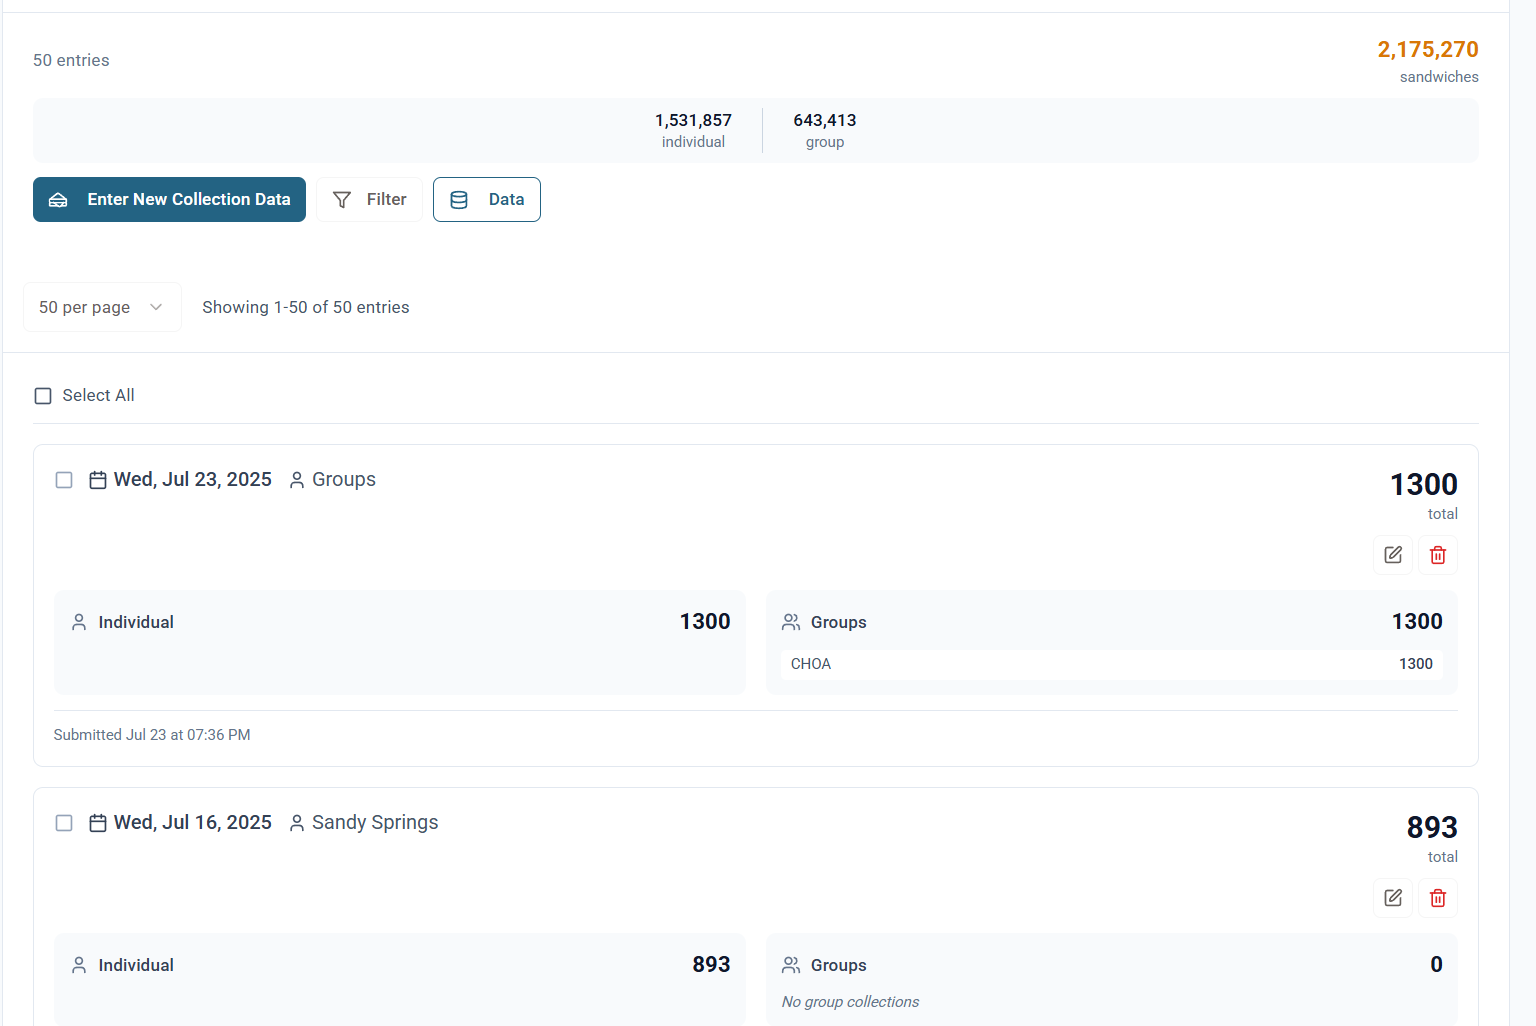 50 entries
2,175,270
sandwiches
1,531,857
individual
643,413
group
Enter New Collection Data
Filter
Data
50 per page
Showing 1-50 of 50 entries
Select All
Wed, Jul 23, 2025 Groups
1300
total
Individual 1300
Groups 1300
CHOA 1300
Submitted Jul 23 at 07:36 PM
Wed, Jul 16, 2025 Sandy Springs
893
total
Individual 893
Groups 0
No group collections